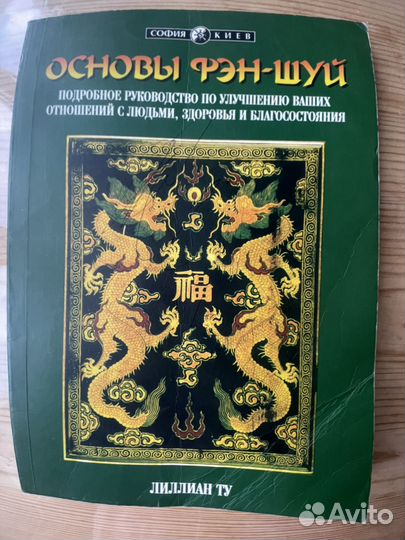 СОФИЯ КИЕВ
ОСНОВЫ ФЭН-ШУЙ
ПОДРОБНОЕ РУКОВОДСТВО ПО УЛУЧШЕНИЮ ВАШИХ
ОТНОШЕНИЙ С ЛЮДЬМИ, ЗДОРОВЬЯ И БЛАГОСОСТОЯНИЯ
福
ЛИЛЛИАН ТУ
Avito